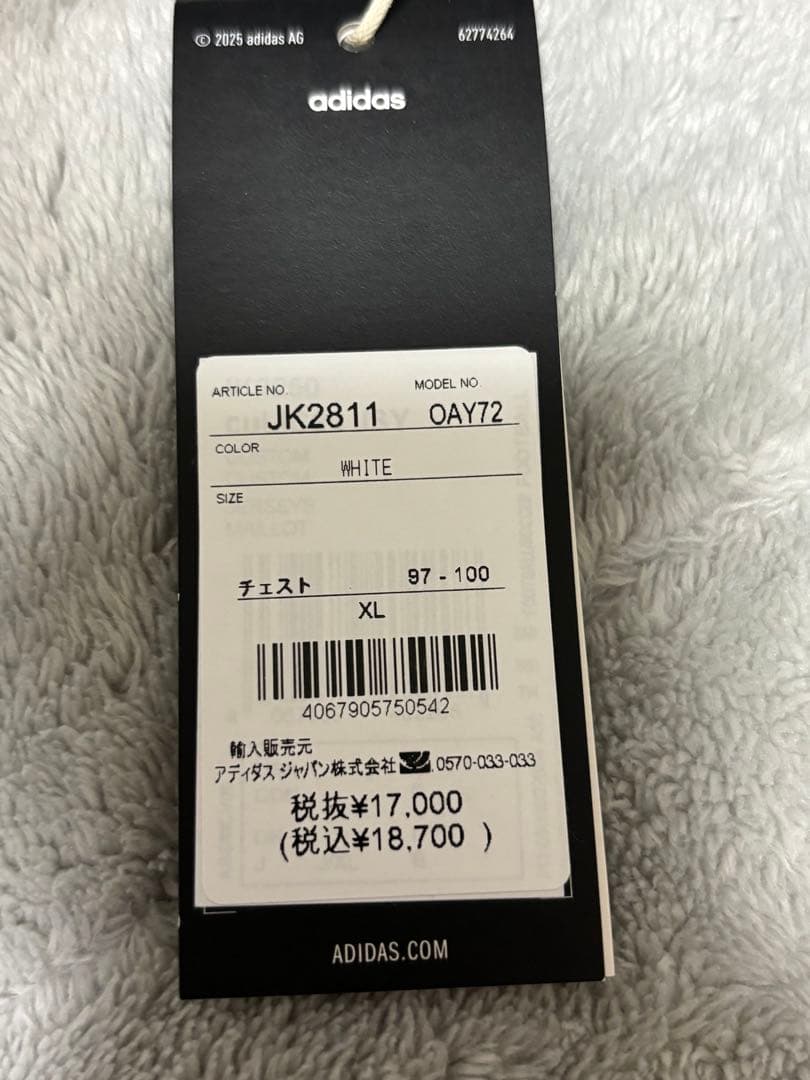 © 2025 adidas AG 62774264
adidas
ARTICLE NO. MODEL NO.
JK2811 OAY72
COLOR
WHITE
SIZE
チェスト 97 - 100
XL
4067905750542
輸入販売元
アディダス ジャパン株式会社 0570-033-033
税抜¥17,000
(税込¥18,700 )
ADIDAS.COM